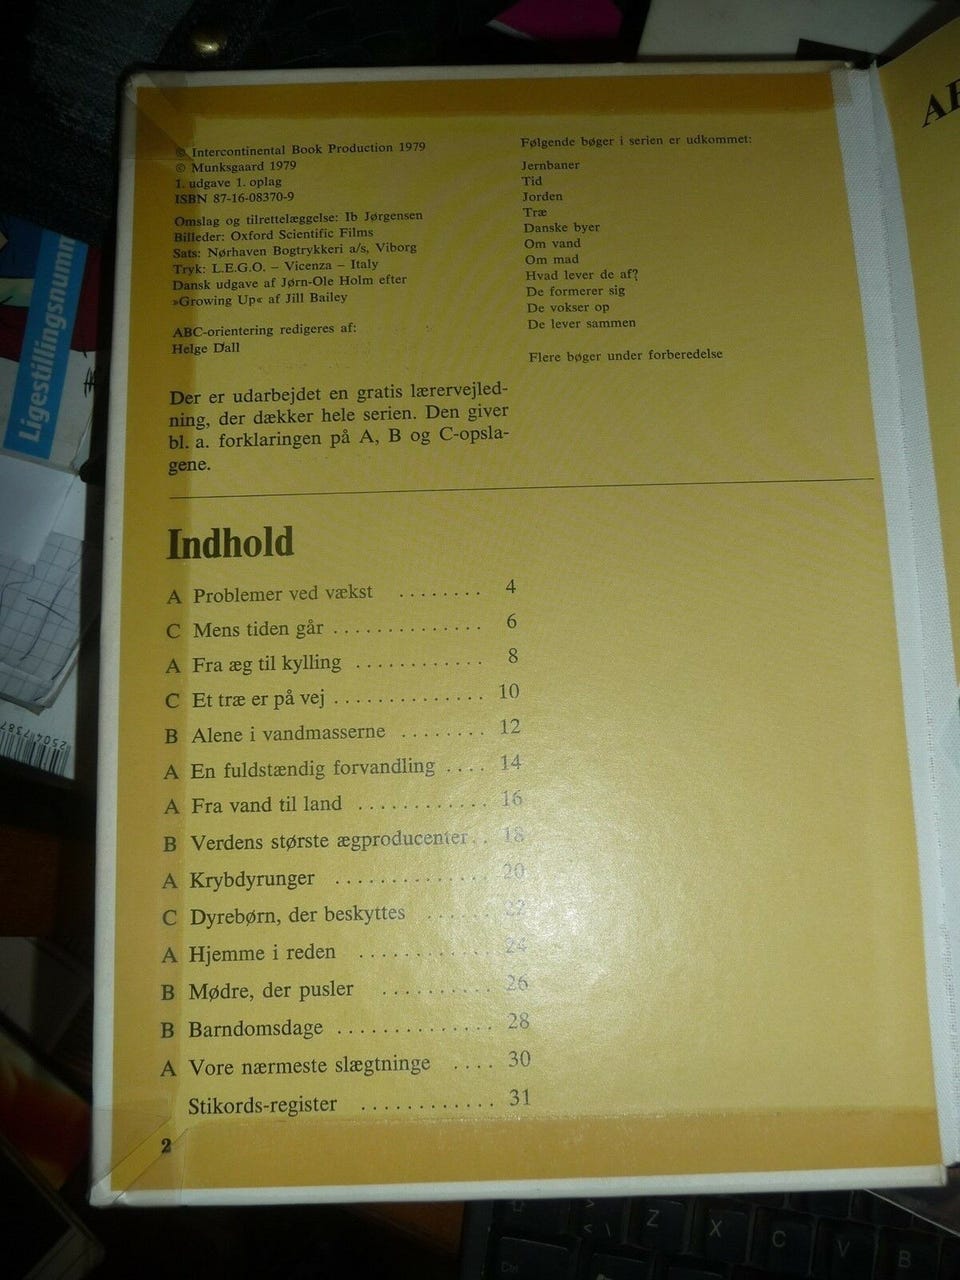 © Intercontinental Book Production 1979
© Munksgaard 1979
1. udgave 1. oplag
ISBN 87-16-08370-9
Omslag og tilrettelæggelse: Ib Jørgensen
Billeder: Oxford Scientific Films
Sats: Nørhaven Bogtrykkeri a/s, Viborg
Tryk: L.E.G.O. – Vicenza – Italy
Dansk udgave af Jørn-Ole Holm efter
»Growing Up« af Jill Bailey
ABC-orientering redigeres af:
Helge Dall
Der er udarbejdet en gratis lærervejled-
ning, der dækker hele serien. Den giver
bl. a. forklaringen på A, B og C-opsla-
gene.
Følgende bøger i serien er udkommet:
Jernbaner
Tid
Jorden
Træ
Danske byer
Om vand
Om mad
Hvad lever de af?
De formerer sig
De vokser op
De lever sammen
Flere bøger under forberedelse
Indhold
A Problemer ved vækst ........ 4
C Mens tiden går .............. 6
A Fra æg til kylling ............ 8
C Et træ er på vej .............. 10
B Alene i vandmasserne ........ 12
A En fuldstændig forvandling .... 14
A Fra vand til land ............ 16
B Verdens største ægproducenter .. 18
A Krybdyrunger .............. 20
C Dyrebørn, der beskyttes ...... 22
A Hjemme i reden ............ 24
B Mødre, der pusler .......... 26
B Barndomsdage .............. 28
A Vore nærmeste slægtninge .... 30
Stikords-register ............ 31
2
Ligestillingsnumm
Z
X
C
V
B
Ctrl